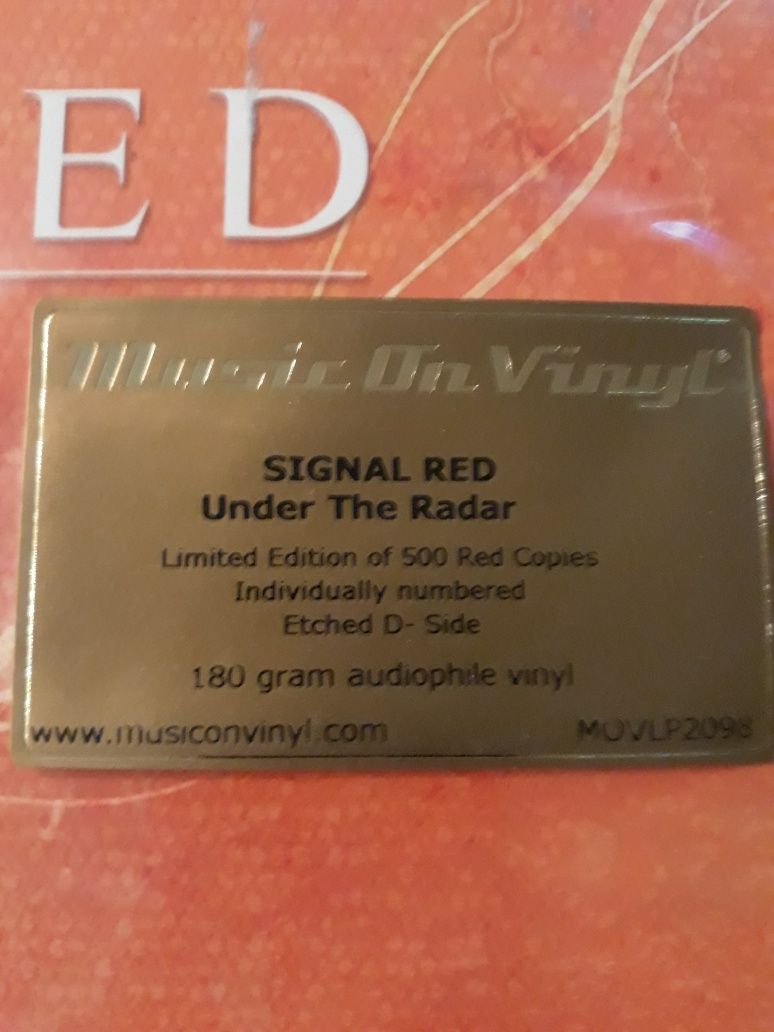 ED
Music On Vinyl®
SIGNAL RED
Under The Radar
Limited Edition of 500 Red Copies
Individually numbered
Etched D- Side
180 gram audiophile vinyl
www.musiconvinyl.com MOVLP2098